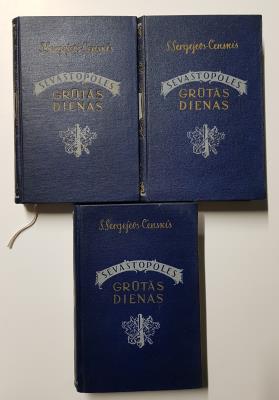 S. Sergejevs-Censkis
SEVASTOPOLES
GRŪTĀS
DIENAS
S. Sergejevs-Censkis
SEVASTOPOLES
GRŪTĀS
DIENAS
S. Sergejevs-Censkis
SEVASTOPOLES
GRŪTĀS
DIENAS